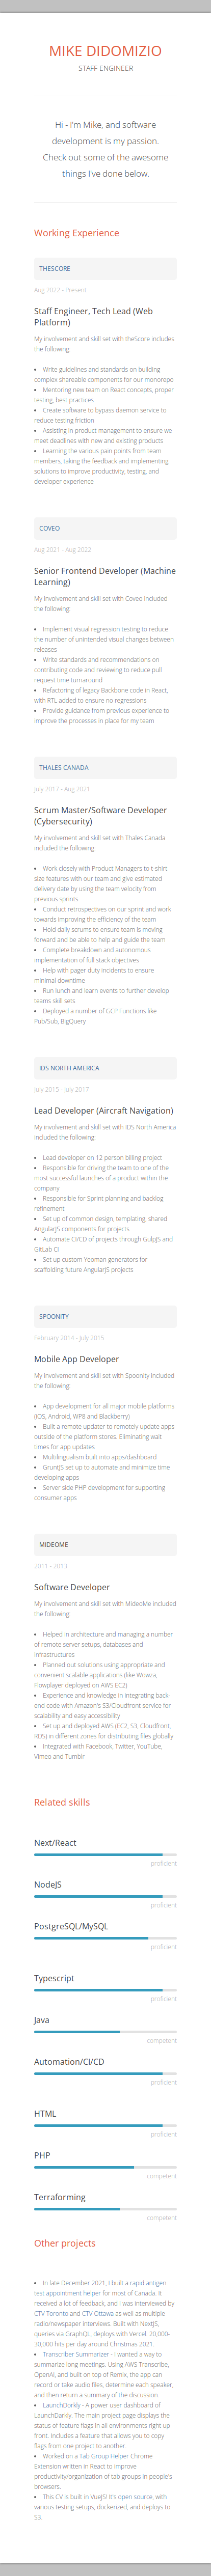 MIKE DIDOMIZIO
STAFF ENGINEER
Hi - I'm Mike, and software
development is my passion.
Check out some of the awesome
things I've done below.
Working Experience
THESCORE
Aug 2022 - Present
Staff Engineer, Tech Lead (Web
Platform)
My involvement and skill set with theScore includes
the following:
• Write guidelines and standards on building
complex shareable components for our monorepo
• Mentoring new team on React concepts, proper
testing, best practices
• Create software to bypass daemon service to
reduce testing friction
• Assisting in product management to ensure we
meet deadlines with new and existing products
• Learning the various pain points from team
members, taking the feedback and implementing
solutions to improve productivity, testing, and
developer experience
COVEO
Aug 2021 - Aug 2022
Senior Frontend Developer (Machine
Learning)
My involvement and skill set with Coveo included
the following:
• Implement visual regression testing to reduce
the number of unintended visual changes between
releases
• Write standards and recommendations on
contributing code and reviewing to reduce pull
request time turnaround
• Refactoring of legacy Backbone code in React,
with RTL added to ensure no regressions
• Provide guidance from previous experience to
improve the processes in place for my team
THALES CANADA
July 2017 - Aug 2021
Scrum Master/Software Developer
(Cybersecurity)
My involvement and skill set with Thales Canada
included the following:
• Work closely with Product Managers to t-shirt
size features with our team and give estimated
delivery date by using the team velocity from
previous sprints
• Conduct retrospectives on our sprint and work
towards improving the efficiency of the team
• Hold daily scrums to ensure team is moving
forward and be able to help and guide the team
• Complete breakdown and autonomous
implementation of full stack objectives
• Help with pager duty incidents to ensure
minimal downtime
• Run lunch and learn events to further develop
teams skill sets
• Deployed a number of GCP Functions like
Pub/Sub, BigQuery
IDS NORTH AMERICA
July 2015 - July 2017
Lead Developer (Aircraft Navigation)
My involvement and skill set with IDS North America
included the following:
• Lead developer on 12 person billing project
• Responsible for driving the team to one of the
most successful launches of a product within the
company
• Responsible for Sprint planning and backlog
refinement
• Set up of common design, templating, shared
AngularJS components for projects
• Automate CI/CD of projects through GulpJS and
GitLab CI
• Set up custom Yeoman generators for
scaffolding future AngularJS projects
SPOONITY
February 2014 - July 2015
Mobile App Developer
My involvement and skill set with Spoonity included
the following:
• App development for all major mobile platforms
(iOS, Android, WP8 and Blackberry)
• Built a remote updater to remotely update apps
outside of the platform stores. Eliminating wait
times for app updates
• Multilingualism built into apps/dashboard
• GruntJS set up to automate and minimize time
developing apps
• Server side PHP development for supporting
consumer apps
MIDEOME
2011 - 2013
Software Developer
My involvement and skill set with MideoMe included
the following:
• Helped in architecture and managing a number
of remote server setups, databases and
infrastructures
• Planned out solutions using appropriate and
convenient scalable applications (like Wowza,
Flowplayer deployed on AWS EC2)
• Experience and knowledge in integrating back-
end code with Amazon's S3/Cloudfront service for
scalability and easy accessibility
• Set up and deployed AWS (EC2, S3, Cloudfront,
RDS) in different zones for distributing files globally
• Integrated with Facebook, Twitter, YouTube,
Vimeo and Tumblr
Related skills
Next/React
proficient
NodeJS
proficient
PostgreSQL/MySQL
proficient
Typescript
proficient
Java
competent
Automation/CI/CD
proficient
HTML
proficient
PHP
competent
Terraforming
competent
Other projects
• In late December 2021, I built a rapid antigen
test appointment helper for most of Canada. It
received a lot of feedback, and I was interviewed by
CTV Toronto and CTV Ottawa as well as multiple
radio/newspaper interviews. Built with NextJS,
queries via GraphQL, deploys with Vercel. 20,000-
30,000 hits per day around Christmas 2021.
• Transcriber Summarizer - I wanted a way to
summarize long meetings. Using AWS Transcribe,
OpenAI, and built on top of Remix, the app can
record or take audio files, determine each speaker,
and then return a summary of the discussion.
• LaunchDorkly - A power user dashboard of
LaunchDarkly. The main project page displays the
status of feature flags in all environments right up
front. Includes a feature that allows you to copy
flags from one project to another.
• Worked on a Tab Group Helper Chrome
Extension written in React to improve
productivity/organization of tab groups in people's
browsers.
• This CV is built in VueJS! It's open source, with
various testing setups, dockerized, and deploys to
S3.